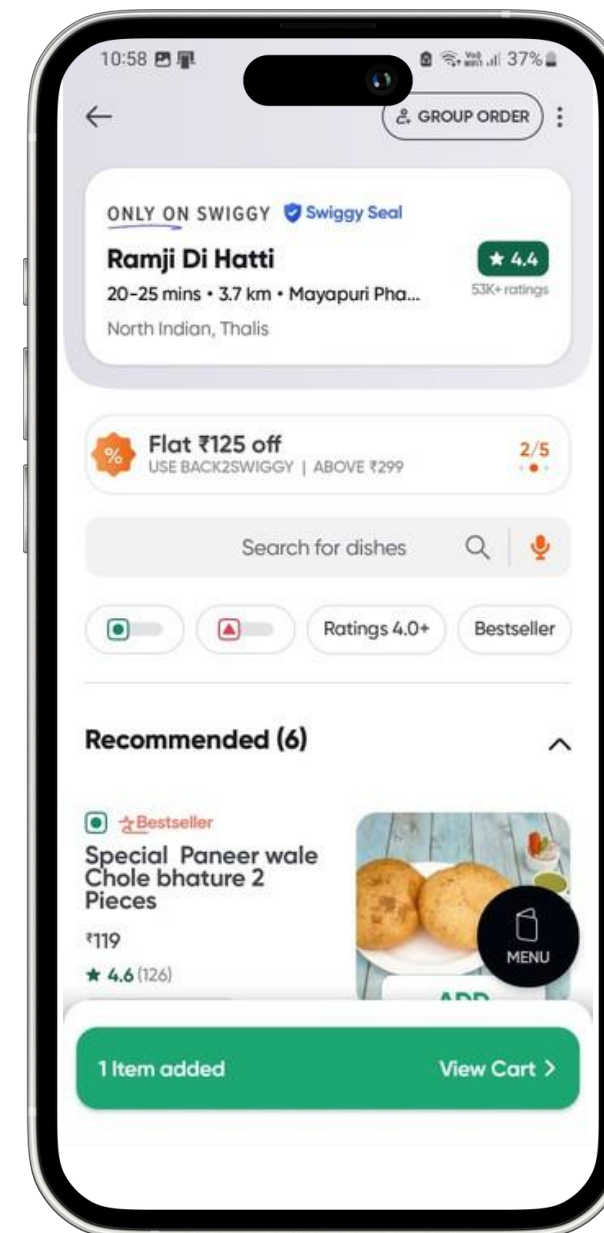 10:58 37%
GROUP ORDER
ONLY ON SWIGGY Swiggy Seal
Ramji Di Hatti ★ 4.4
20-25 mins • 3.7 km • Mayapuri Pha... 53K+ ratings
North Indian, Thalis
% Flat ₹125 off 2/5
USE BACK2SWIGGY | ABOVE ₹299
Search for dishes
Ratings 4.0+ Bestseller
Recommended (6)
Bestseller
Special Paneer wale
Chole bhature 2
Pieces
₹119
MENU
★ 4.6 (126)
ADD
1 Item added View Cart >